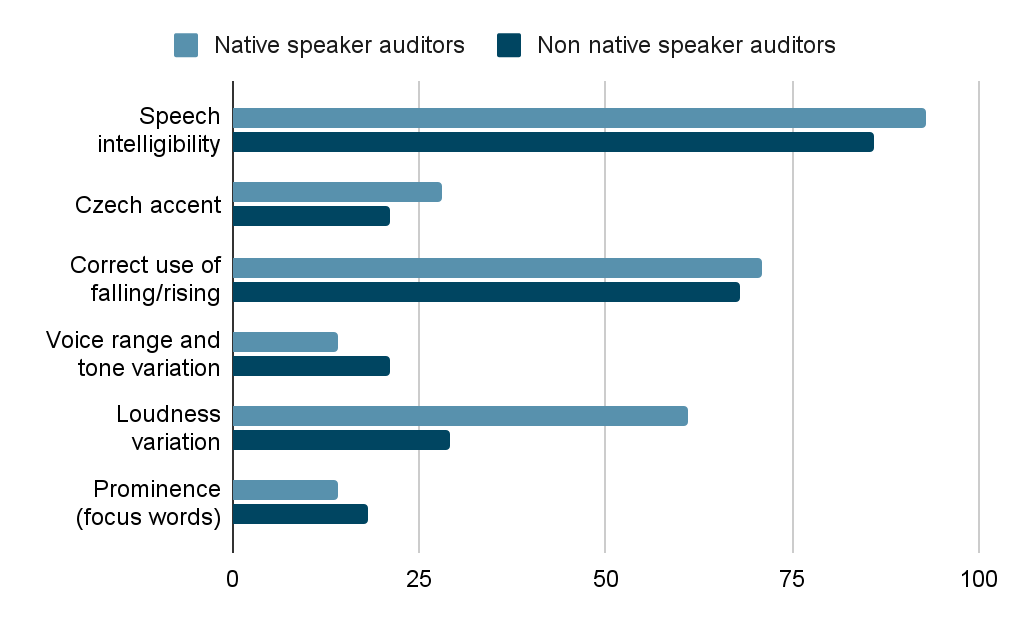 Native speaker auditors Non native speaker auditors
Speech
intelligibility
Czech accent
Correct use of
falling/rising
Voice range and
tone variation
Loudness
variation
Prominence
(focus words)
0 25 50 75 100